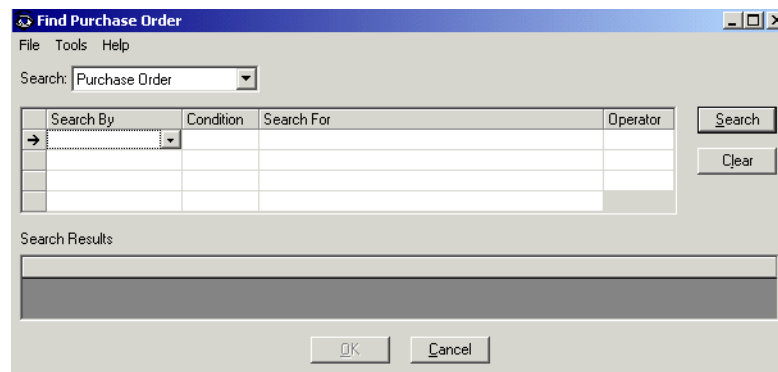 Find Purchase Order
File Tools Help
Search: Purchase Order
Search By Condition Search For Operator
Search
Clear
Search Results
OK Cancel